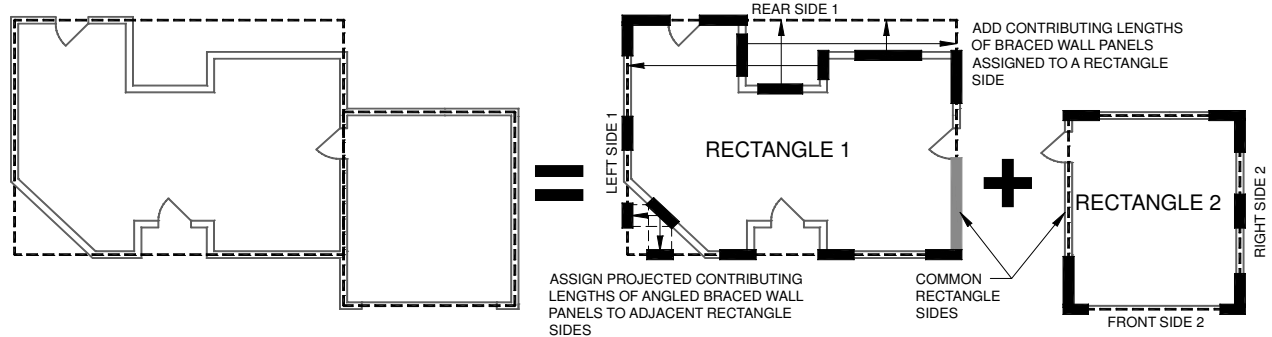 REAR SIDE 1
ADD CONTRIBUTING LENGTHS
OF BRACED WALL PANELS
ASSIGNED TO A RECTANGLE
SIDE
LEFT SIDE 1
RECTANGLE 1
RECTANGLE 2
RIGHT SIDE 2
ASSIGN PROJECTED CONTRIBUTING
LENGTHS OF ANGLED BRACED WALL
PANELS TO ADJACENT RECTANGLE
SIDES
COMMON
RECTANGLE
SIDES
FRONT SIDE 2